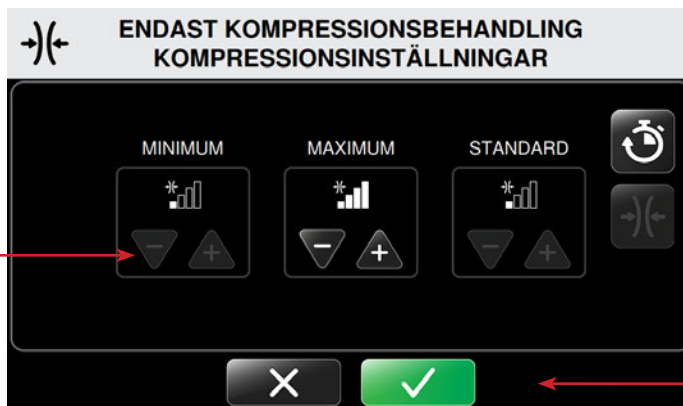 ENDAST KOMPRESSIONSBEHANDLING
KOMPRESSIONSINSTÄLLNINGAR
MINIMUM MAXIMUM STANDARD